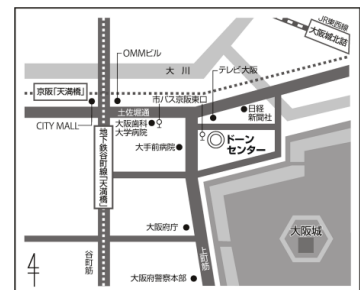 JR東西線
大阪城北詰
OMMビル
大川
テレビ大阪
京阪「天満橋」
市バス京阪東口
日経
新聞社
土佐堀通
CITY MALL
大阪歯科
大学病院
ドーン
センター
地下鉄谷町線「天満橋」
大手前病院
大阪府庁
大阪城
谷町筋
上町筋
大阪府警察本部